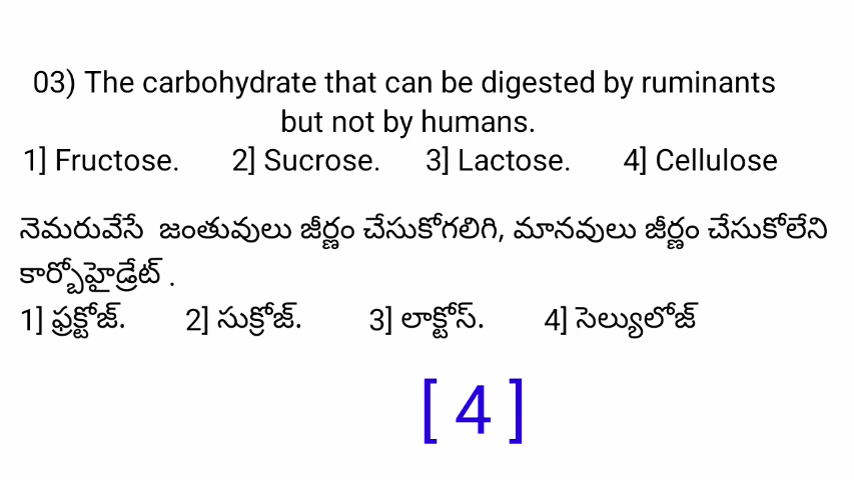 03) The carbohydrate that can be digested by ruminants
but not by humans.
1] Fructose. 2] Sucrose. 3] Lactose. 4] Cellulose
నెమరువేసే జంతువులు జీర్ణం చేసుకోగలిగి, మానవులు జీర్ణం చేసుకోలేని
కార్బోహైడ్రేట్ .
1] ఫ్రక్టోజ్. 2] సుక్రోజ్. 3] లాక్టోస్. 4] సెల్యులోజ్
[ 4 ]